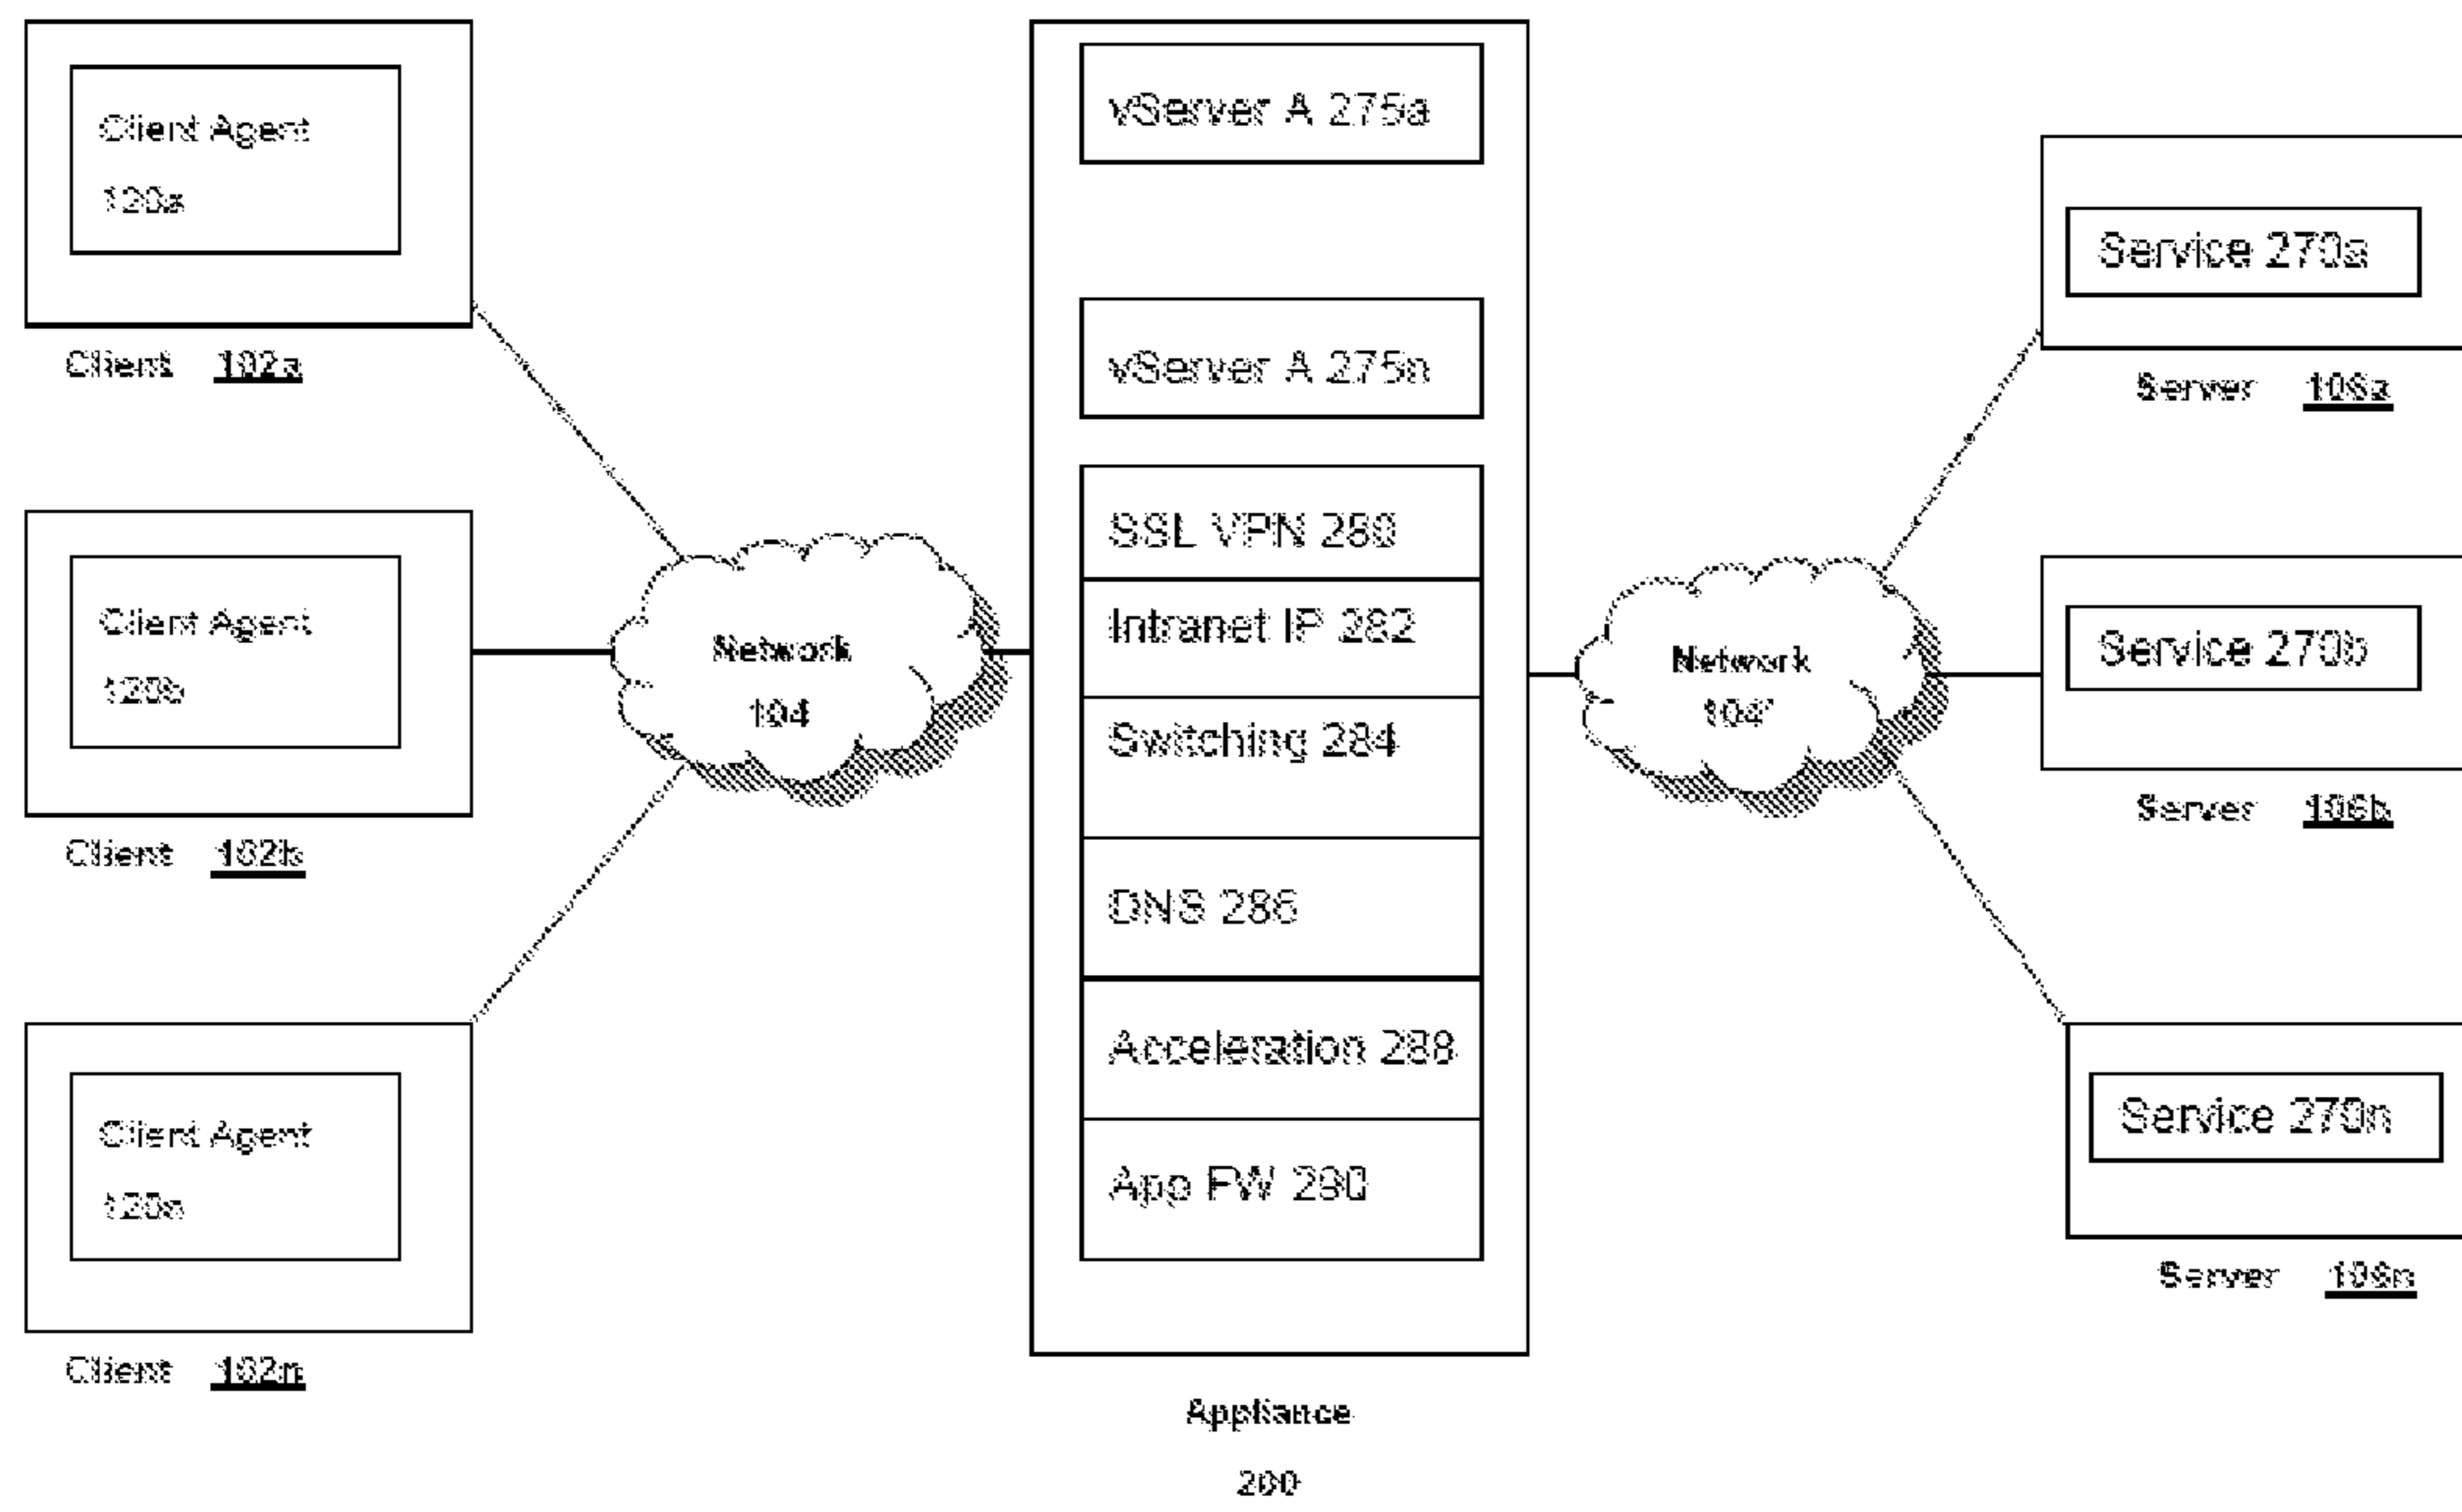 Client Agent
120a
Client 102a
Client Agent
120b
Client 102b
Client Agent
120n
Client 102n
Network
104
vServer A 275a
vServer A 275n
SSL VPN 280
Intranet IP 282
Switching 284
DNS 286
Acceleration 288
App FW 290
Appliance
200
Network
104'
Service 270a
Server 106a
Service 270b
Server 106b
Service 270n
Server 106n